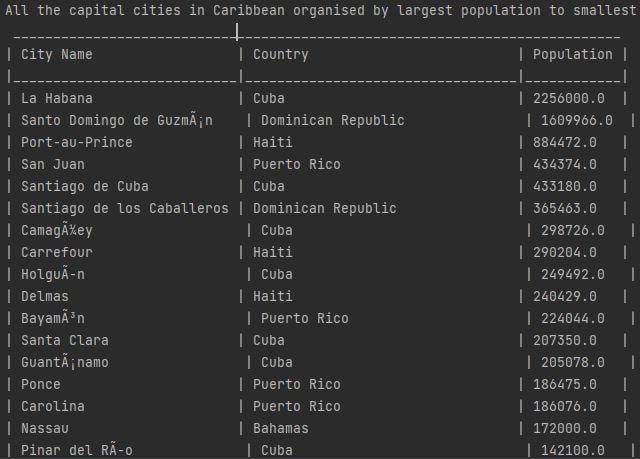 All the capital cities in Caribbean organised by largest population to smallest
____________________________________________________________________________
| City Name | Country | Population |
|___________________________|__________________________________|____________|
| La Habana | Cuba | 2256000.0 |
| Santo Domingo de GuzmÃ¡n | Dominican Republic | 1609966.0 |
| Port-au-Prince | Haiti | 884472.0 |
| San Juan | Puerto Rico | 434374.0 |
| Santiago de Cuba | Cuba | 433180.0 |
| Santiago de los Caballeros | Dominican Republic | 365463.0 |
| CamagÃ¾ey | Cuba | 298726.0 |
| Carrefour | Haiti | 290204.0 |
| HolguÃ-n | Cuba | 249492.0 |
| Delmas | Haiti | 240429.0 |
| BayamÃ³n | Puerto Rico | 224044.0 |
| Santa Clara | Cuba | 207350.0 |
| GuantÃ¡namo | Cuba | 205078.0 |
| Ponce | Puerto Rico | 186475.0 |
| Carolina | Puerto Rico | 186076.0 |
| Nassau | Bahamas | 172000.0 |
| Pinar del RÃ-o | Cuba | 142100.0 |